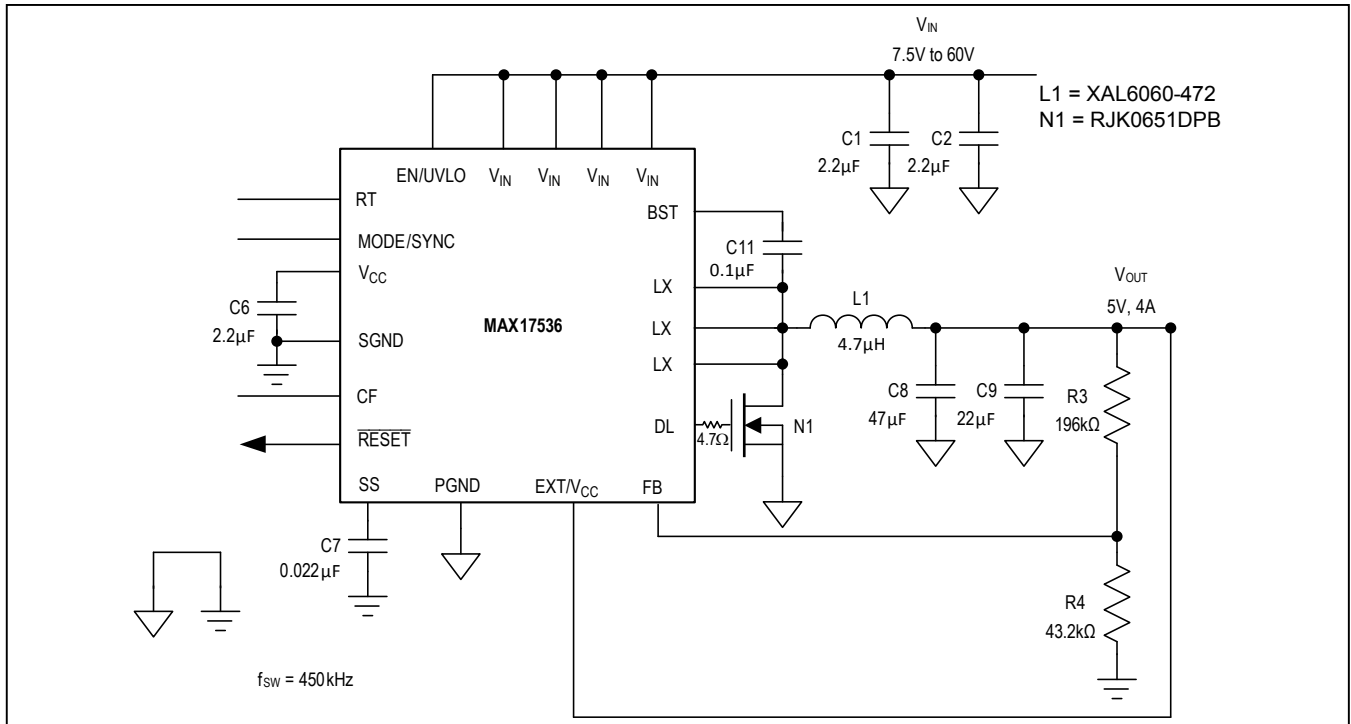 VIN
7.5V to 60V
L1 = XAL6060-472
N1 = RJK0651DPB
C1
2.2µF
C2
2.2µF
EN/UVLO
VIN
VIN
VIN
VIN
RT
BST
MODE/SYNC
C11
0.1µF
VCC
LX
VOUT
5V, 4A
C6
2.2µF
MAX17536
LX
L1
4.7µH
SGND
LX
C8
47µF
C9
22µF
R3
196kΩ
CF
DL
4.7Ω
N1
RESET
SS
PGND
EXT/VCC
FB
C7
0.022µF
R4
43.2kΩ
fSW = 450kHz